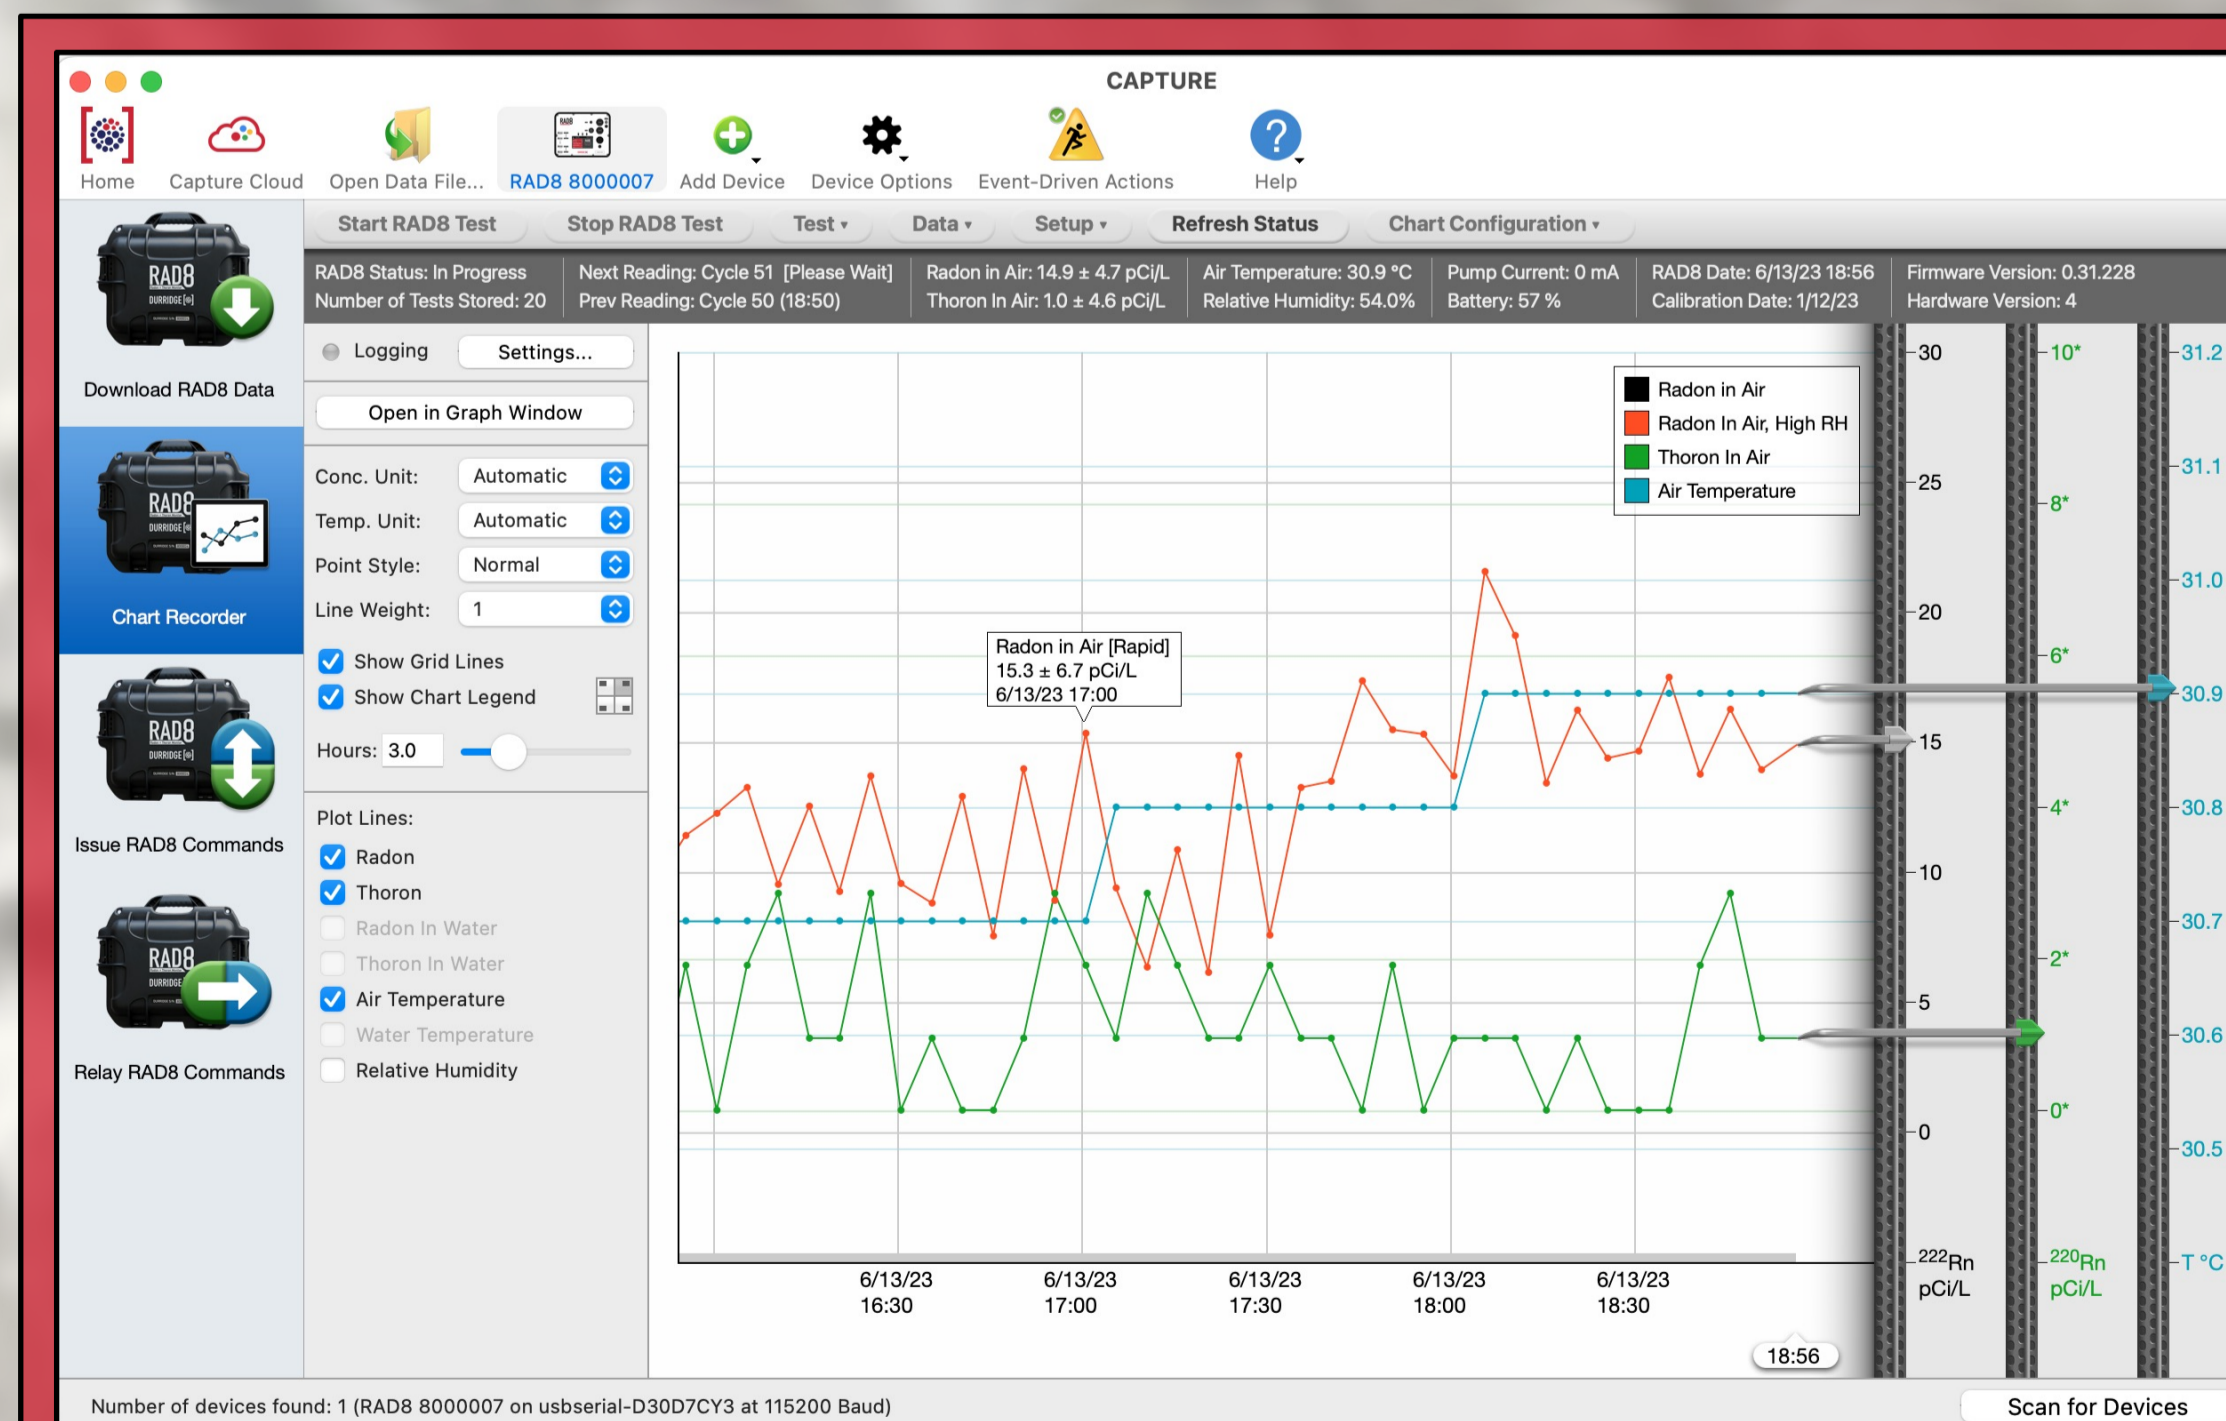 CAPTURE
Home
Capture Cloud
Open Data File...
RAD8
RAD8 8000007
Add Device
Device Options
Event-Driven Actions
?
Help
Start RAD8 Test
Stop RAD8 Test
Test
Data
Setup
Refresh Status
Chart Configuration
RAD8 Status: In Progress
Number of Tests Stored: 20
Next Reading: Cycle 51 [Please Wait]
Prev Reading: Cycle 50 (18:50)
Radon in Air: 14.9 ± 4.7 pCi/L
Thoron In Air: 1.0 ± 4.6 pCi/L
Air Temperature: 30.9 °C
Relative Humidity: 54.0%
Pump Current: 0 mA
Battery: 57 %
RAD8 Date: 6/13/23 18:56
Calibration Date: 1/12/23
Firmware Version: 0.31.228
Hardware Version: 4
RAD8
DURRIDGE
Download RAD8 Data
RAD8
DURRIDGE
Chart Recorder
RAD8
DURRIDGE
Issue RAD8 Commands
RAD8
DURRIDGE
Relay RAD8 Commands
Logging
Settings...
Open in Graph Window
Conc. Unit: Automatic
Temp. Unit: Automatic
Point Style: Normal
Line Weight: 1
Show Grid Lines
Show Chart Legend
Hours: 3.0
Plot Lines:
Radon
Thoron
Radon In Water
Thoron In Water
Air Temperature
Water Temperature
Relative Humidity
Radon in Air
Radon In Air, High RH
Thoron In Air
Air Temperature
Radon in Air [Rapid]
15.3 ± 6.7 pCi/L
6/13/23 17:00
6/13/23
16:30
6/13/23
17:00
6/13/23
17:30
6/13/23
18:00
6/13/23
18:30
18:56
30
25
20
15
10
5
0
²²²Rn
pCi/L
10*
8*
6*
4*
2*
0*
²²⁰Rn
pCi/L
31.2
31.1
31.0
30.9
30.8
30.7
30.6
30.5
T °C
Number of devices found: 1 (RAD8 8000007 on usbserial-D30D7CY3 at 115200 Baud)
Scan for Devices